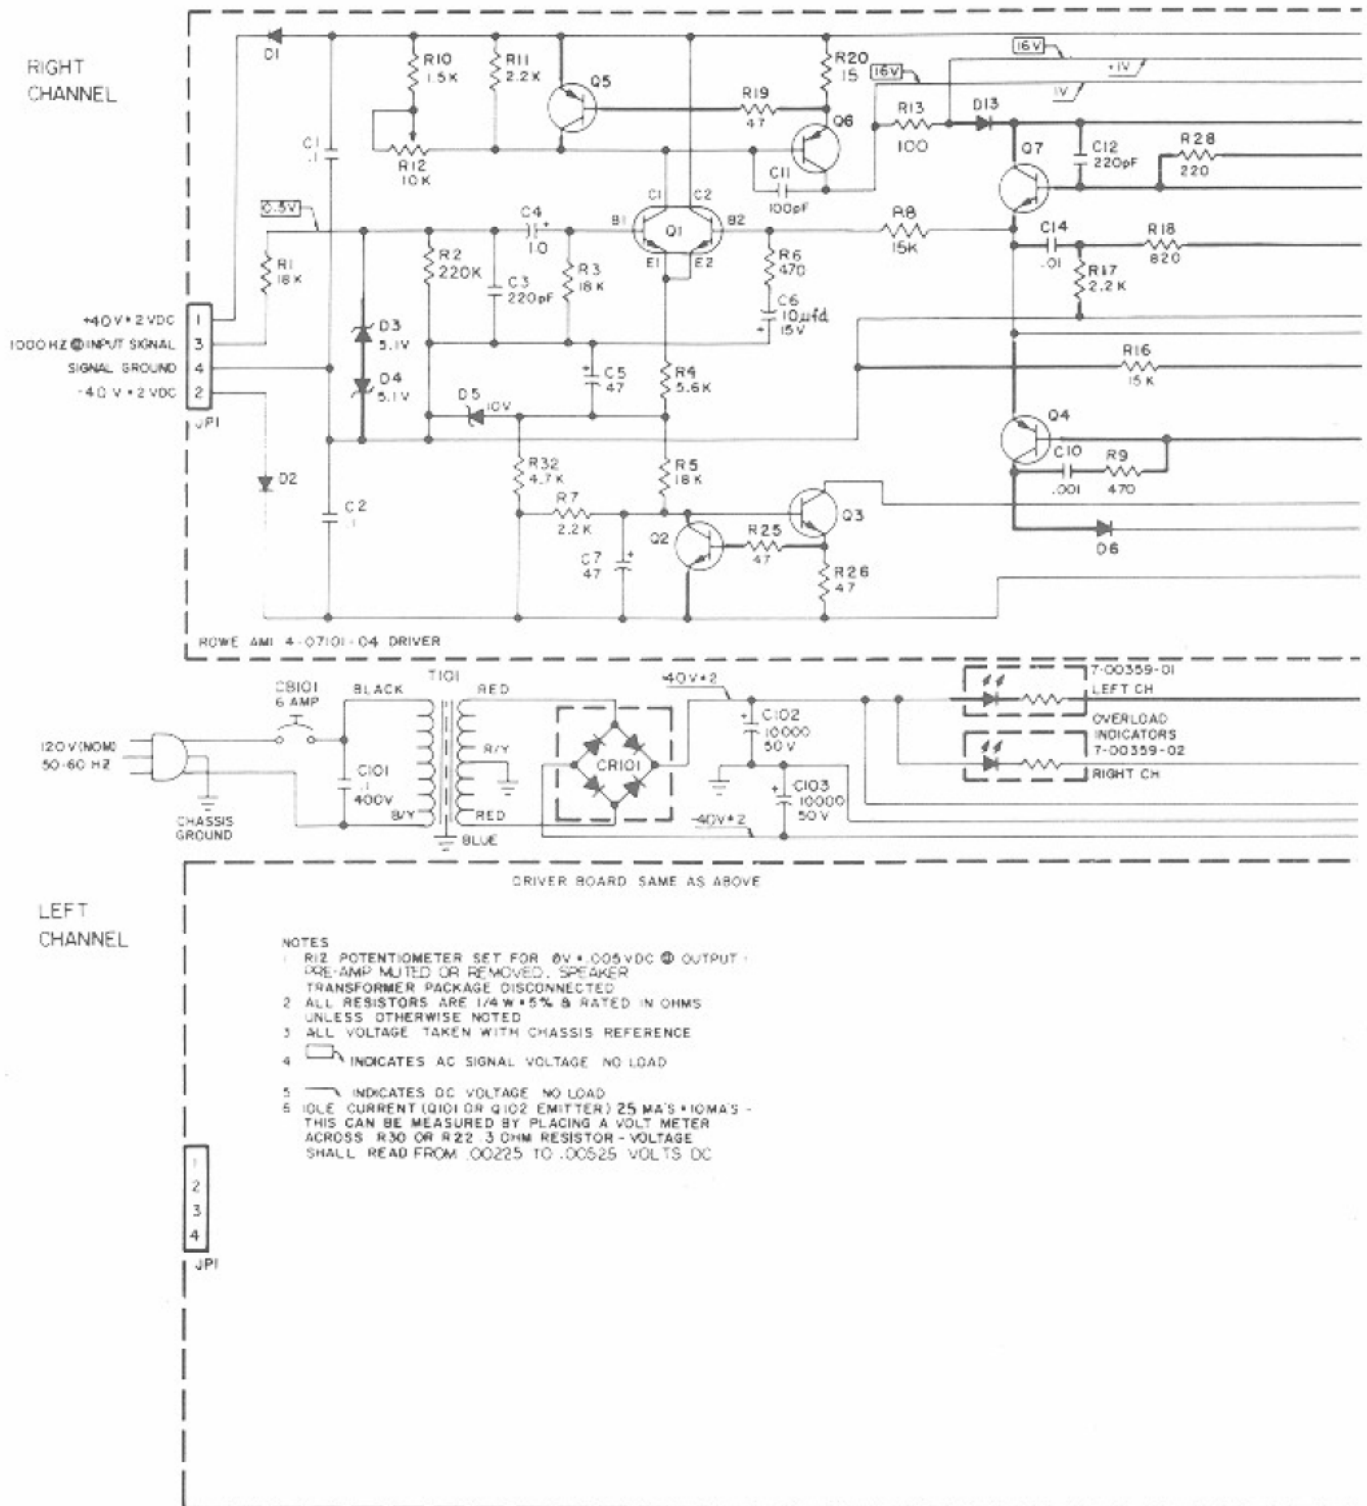 RIGHT
CHANNEL
D1
R10
1.5K
R11
2.2K
Q5
R19
47
R20
15
16V
16V
+1V
1V
Q6
R13
100
D13
Q7
C12
220pF
R28
220
C1
.1
R12
10K
C11
100pF
0.5V
C1
C2
C4
+
10
B1
Q1
B2
E1
E2
R8
15K
C14
.01
R18
820
R17
2.2K
R1
18K
R2
220K
C3
220pF
R3
18K
R6
470
C6
10µfd
15V
+
+40V±2VDC
1
1000HZ @ INPUT SIGNAL
3
SIGNAL GROUND
4
-40V±2VDC
2
JP1
D3
5.1V
D4
5.1V
+
C5
47
R4
5.6K
R16
15K
D5
10V
Q4
C10
.001
R9
470
D2
R32
4.7K
R5
18K
C2
.1
R7
2.2K
Q3
Q2
R25
47
C7
47
+
R26
47
D6
ROWE AMI 4-07101-04 DRIVER
CB101
6 AMP
BLACK
T101
RED
40V±2
7-00359-01
LEFT CH
OVERLOAD
INDICATORS
7-00359-02
RIGHT CH
120V(NOM)
50-60 HZ
C101
.1
400V
R/Y
CR101
+
C102
10000
50V
+
C103
10000
50V
CHASSIS
GROUND
B/Y
RED
BLUE
-40V±2
DRIVER BOARD SAME AS ABOVE
LEFT
CHANNEL
NOTES
1 R12 POTENTIOMETER SET FOR 0V±.005VDC @ OUTPUT -
PRE-AMP MUTED OR REMOVED. SPEAKER
TRANSFORMER PACKAGE DISCONNECTED
2 ALL RESISTORS ARE 1/4W±5% & RATED IN OHMS
UNLESS OTHERWISE NOTED
3 ALL VOLTAGE TAKEN WITH CHASSIS REFERENCE
4 INDICATES AC SIGNAL VOLTAGE NO LOAD
5 INDICATES DC VOLTAGE NO LOAD
6 IDLE CURRENT (Q101 OR Q102 EMITTER) 25 MA'S ±10MA'S -
THIS CAN BE MEASURED BY PLACING A VOLT METER
ACROSS R30 OR R22 .3 OHM RESISTOR - VOLTAGE
SHALL READ FROM .00225 TO .00525 VOLTS DC
1
2
3
4
JP1